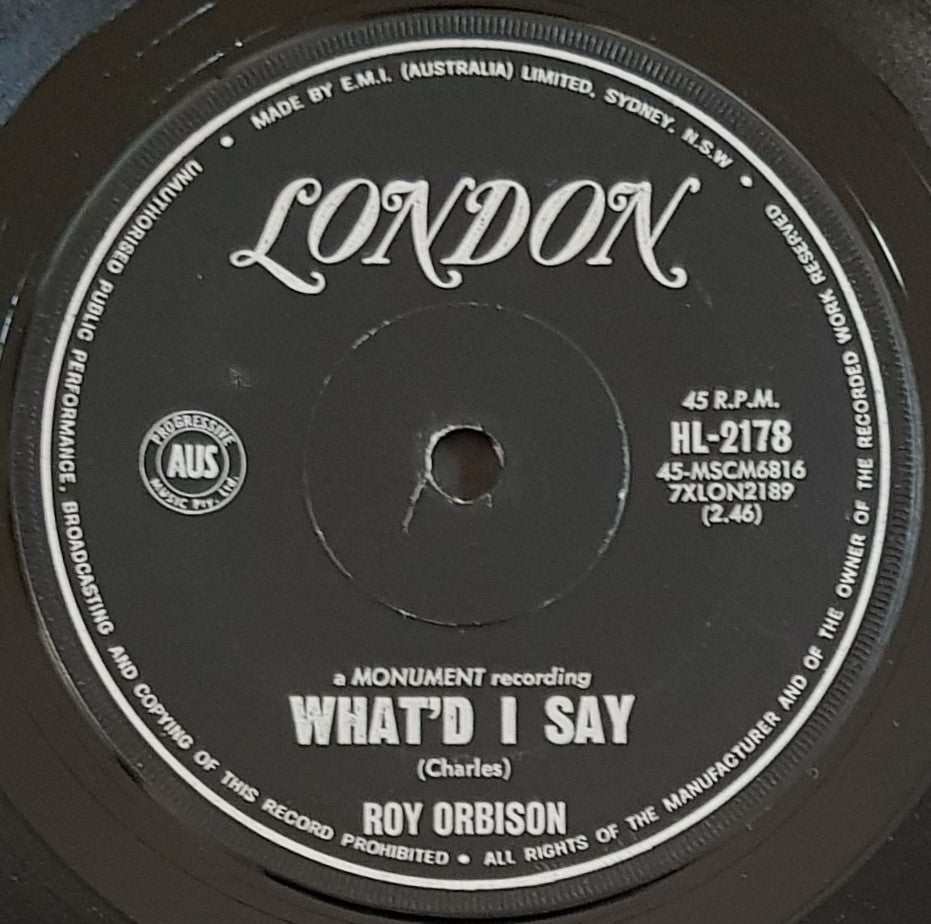 MADE BY E.M.I. (AUSTRALIA) LIMITED. SYDNEY. N.S.W •
LONDON
PROGRESSIVE
AUS
MUSIC Pty. Ltd
45 R.P.M.
HL-2178
45-MSCM6816
7XLON2189
(2.46)
a MONUMENT recording
WHAT'D I SAY
(Charles)
ROY ORBISON
UNAUTHORISED PUBLIC PERFORMANCE, BROADCASTING AND COPYING OF THIS RECORD PROHIBITED • ALL RIGHTS OF THE MANUFACTURER AND OF THE OWNER OF THE RECORDED WORK RESERVED